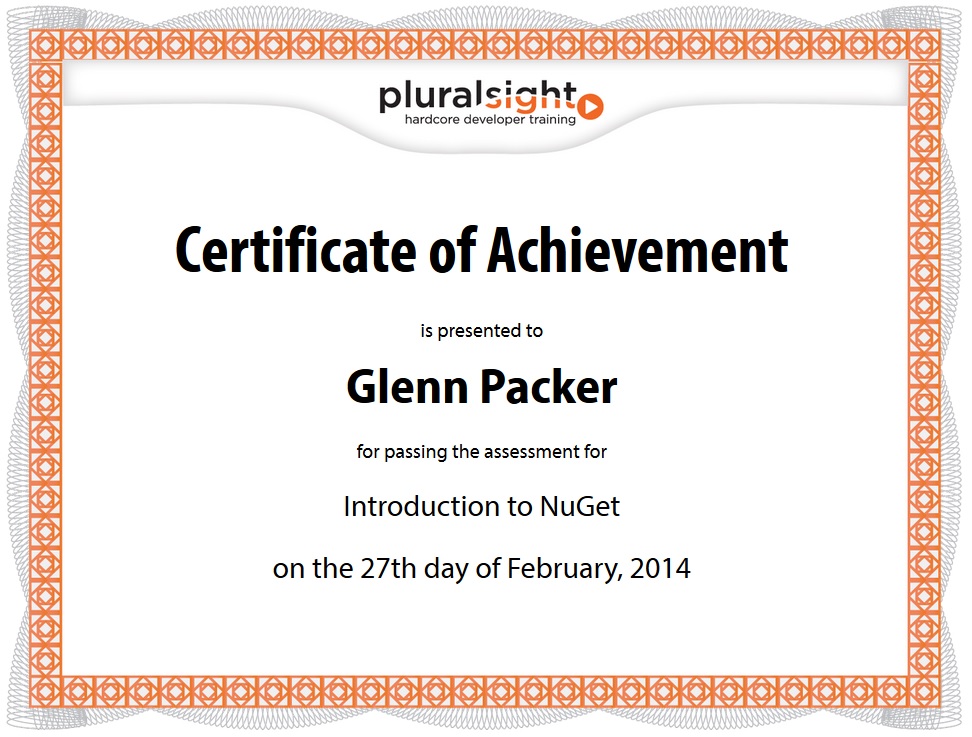 pluralsight
hardcore developer training
Certificate of Achievement
is presented to
Glenn Packer
for passing the assessment for
Introduction to NuGet
on the 27th day of February, 2014